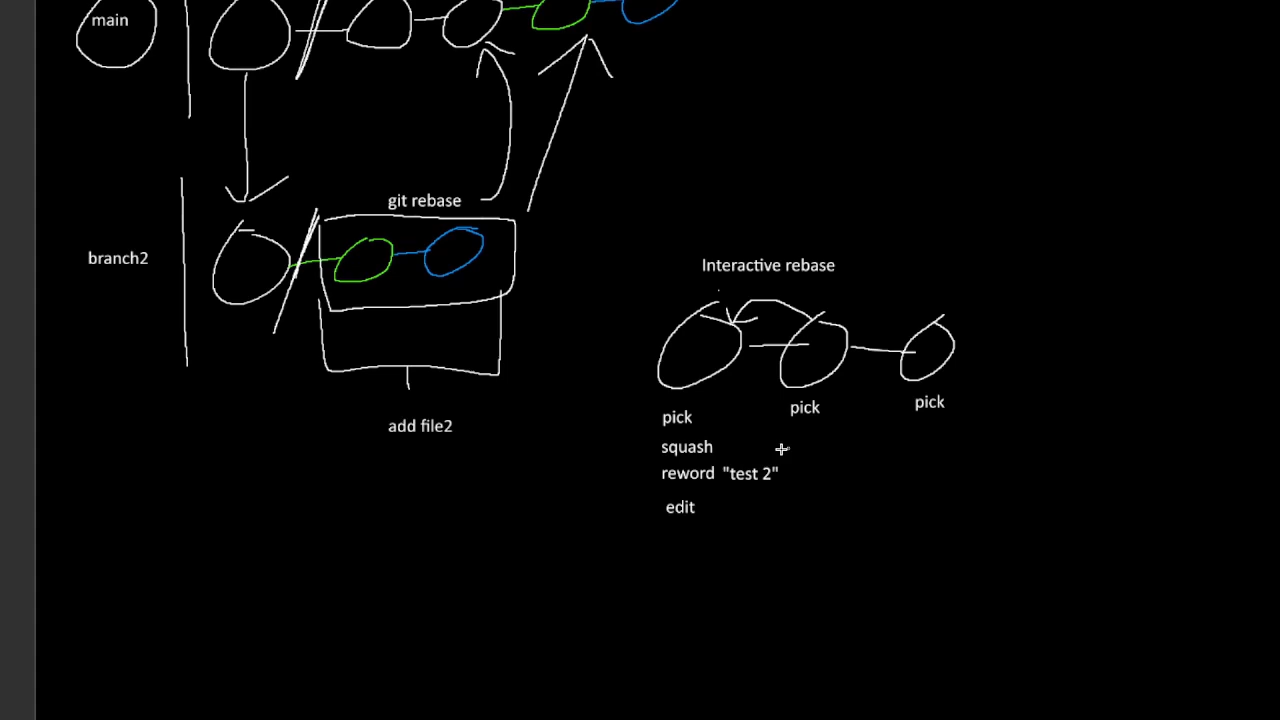 main
git rebase
branch2
Interactive rebase
add file2
pick
pick
pick
squash
reword "test 2"
edit